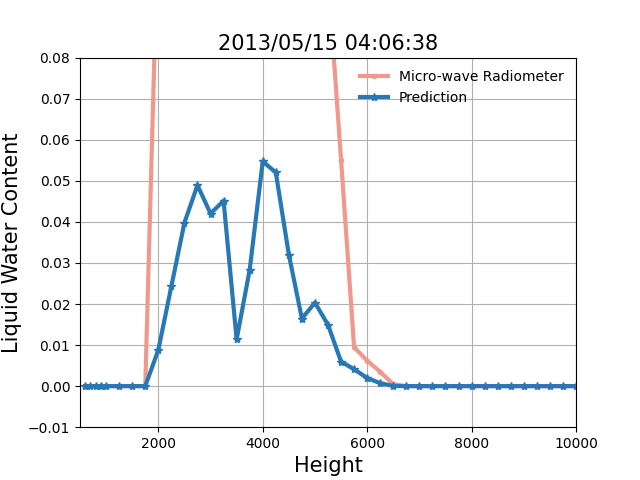 2013/05/15 04:06:38
0.08
0.07
0.06
0.05
0.04
0.03
0.02
0.01
0.00
−0.01
Liquid Water Content
Micro-wave Radiometer
Prediction
2000 4000 6000 8000 10000
Height